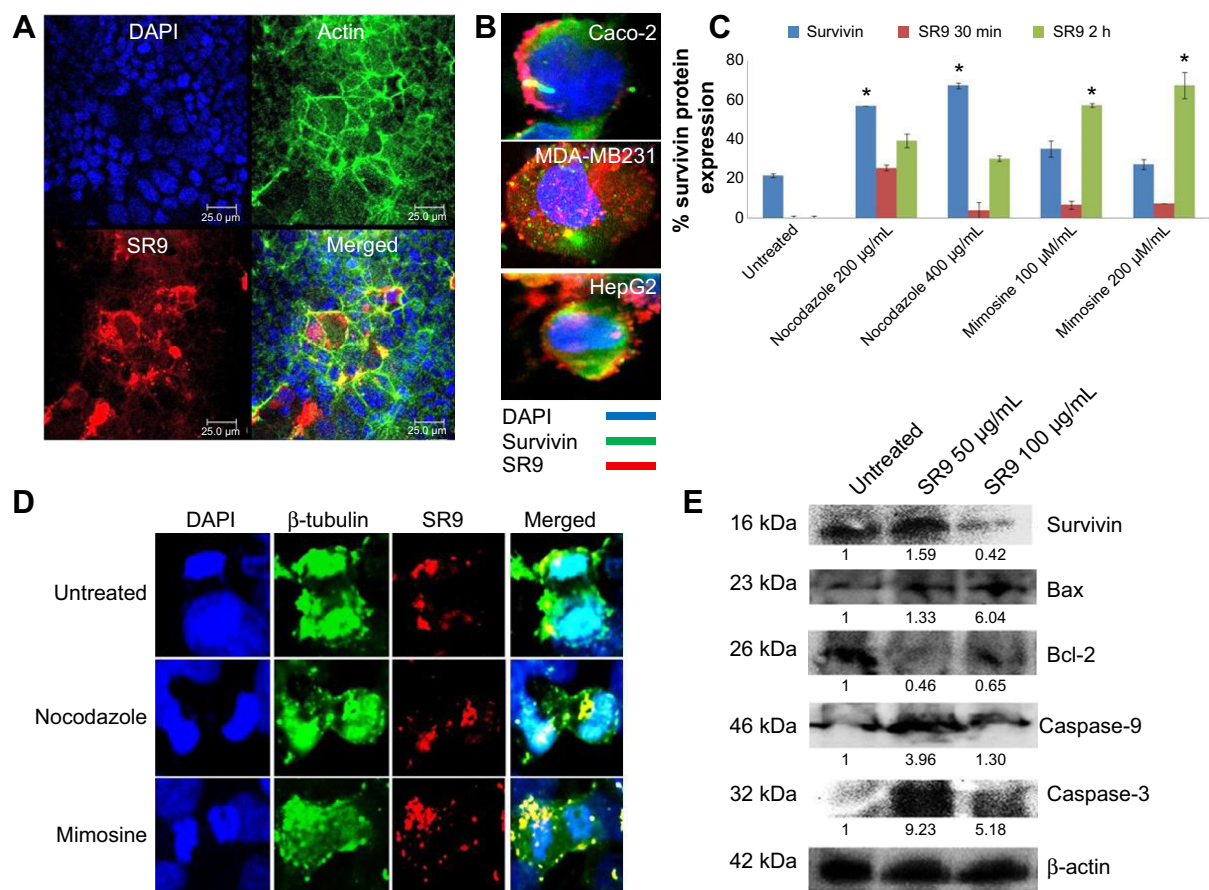 A
DAPI
Actin
25.0 µm
25.0 µm
SR9
Merged
25.0 µm
25.0 µm
B
Caco-2
MDA-MB231
HepG2
DAPI
Survivin
SR9
C
Survivin
SR9 30 min
SR9 2 h
% survivin protein
expression
80
60
40
20
0
*
*
*
*
Untreated
Nocodazole 200 µg/mL
Nocodazole 400 µg/mL
Mimosine 100 µM/mL
Mimosine 200 µM/mL
D
DAPI
β-tubulin
SR9
Merged
Untreated
Nocodazole
Mimosine
E
Untreated
SR9 50 µg/mL
SR9 100 µg/mL
16 kDa
Survivin
1 1.59 0.42
23 kDa
Bax
1 1.33 6.04
26 kDa
Bcl-2
1 0.46 0.65
46 kDa
Caspase-9
1 3.96 1.30
32 kDa
Caspase-3
1 9.23 5.18
42 kDa
β-actin